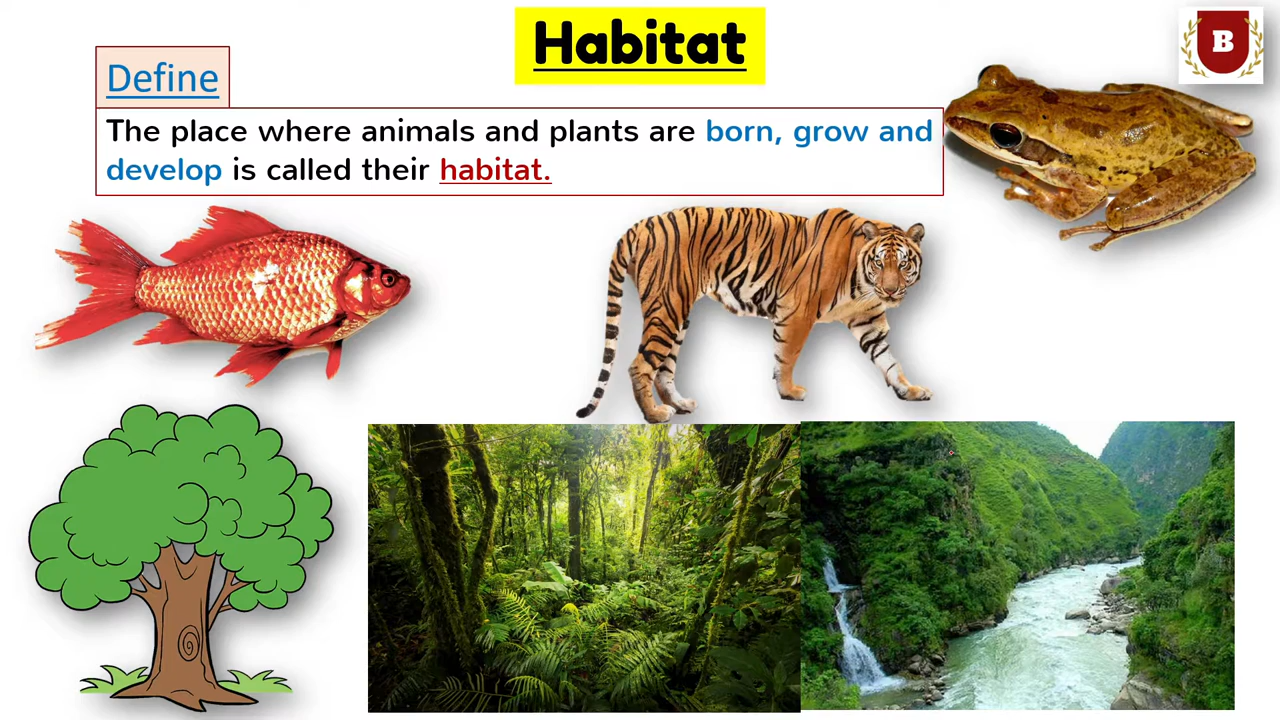 Habitat
B
Define
The place where animals and plants are born, grow and
develop is called their habitat.